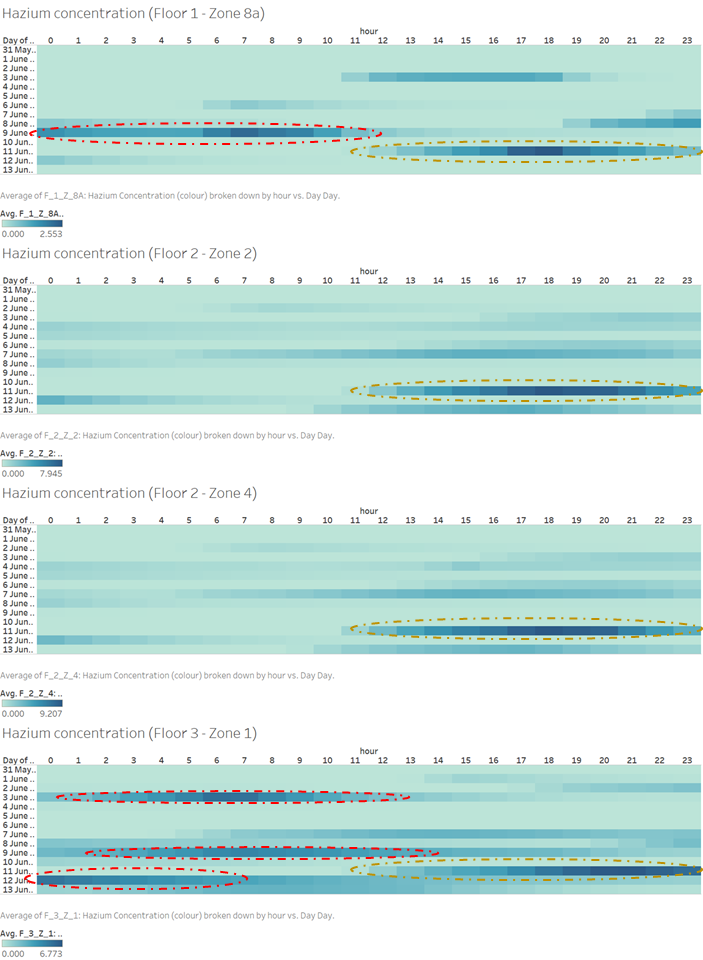 Hazium concentration (Floor 1 - Zone 8a)
hour
Day of .. 0 1 2 3 4 5 6 7 8 9 10 11 12 13 14 15 16 17 18 19 20 21 22 23
31 May..
1 June ..
2 June ..
3 June ..
4 June ..
5 June ..
6 June ..
7 June ..
8 June ..
9 June ..
10 Jun..
11 Jun..
12 Jun..
13 Jun..
Average of F_1_Z_8A: Hazium Concentration (colour) broken down by hour vs. Day Day.
Avg. F_1_Z_8A..
0.000 2.553
Hazium concentration (Floor 2 - Zone 2)
hour
Day of .. 0 1 2 3 4 5 6 7 8 9 10 11 12 13 14 15 16 17 18 19 20 21 22 23
31 May..
1 June ..
2 June ..
3 June ..
4 June ..
5 June ..
6 June ..
7 June ..
8 June ..
9 June ..
10 Jun..
11 Jun..
12 Jun..
13 Jun..
Average of F_2_Z_2: Hazium Concentration (colour) broken down by hour vs. Day Day.
Avg. F_2_Z_2: ..
0.000 7.945
Hazium concentration (Floor 2 - Zone 4)
hour
Day of .. 0 1 2 3 4 5 6 7 8 9 10 11 12 13 14 15 16 17 18 19 20 21 22 23
31 May..
1 June ..
2 June ..
3 June ..
4 June ..
5 June ..
6 June ..
7 June ..
8 June ..
9 June ..
10 Jun..
11 Jun..
12 Jun..
13 Jun..
Average of F_2_Z_4: Hazium Concentration (colour) broken down by hour vs. Day Day.
Avg. F_2_Z_4: ..
0.000 9.207
Hazium concentration (Floor 3 - Zone 1)
hour
Day of .. 0 1 2 3 4 5 6 7 8 9 10 11 12 13 14 15 16 17 18 19 20 21 22 23
31 May..
1 June ..
2 June ..
3 June ..
4 June ..
5 June ..
6 June ..
7 June ..
8 June ..
9 June ..
10 Jun..
11 Jun..
12 Jun..
13 Jun..
Average of F_3_Z_1: Hazium Concentration (colour) broken down by hour vs. Day Day.
Avg. F_3_Z_1: ..
0.000 6.773